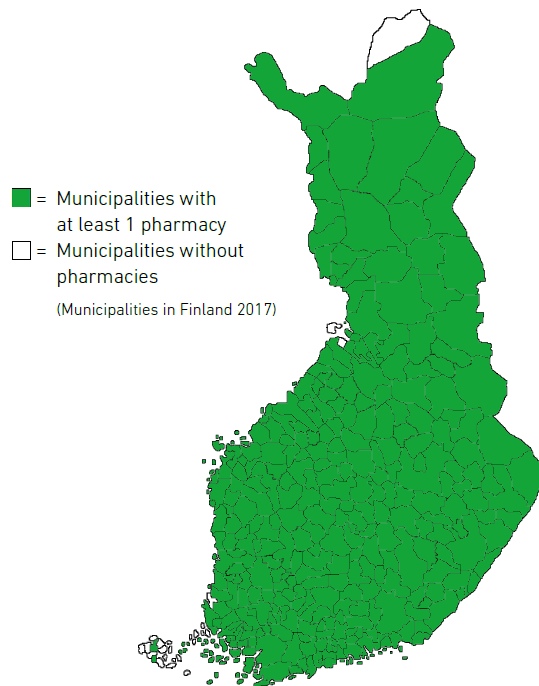 = Municipalities with
at least 1 pharmacy
= Municipalities without
pharmacies
(Municipalities in Finland 2017)